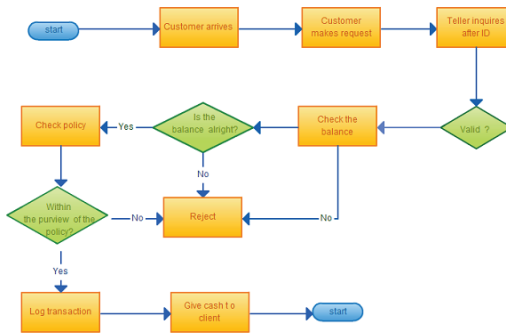 start
Customer arrives
Customer
makes request
Teller inquires
after ID
Valid ?
Check the
balance
Is the
balance alright?
Yes
Check policy
No
Within
the purview of the
policy?
No
Reject
No
Yes
Log transaction
Give cash t o
client
start